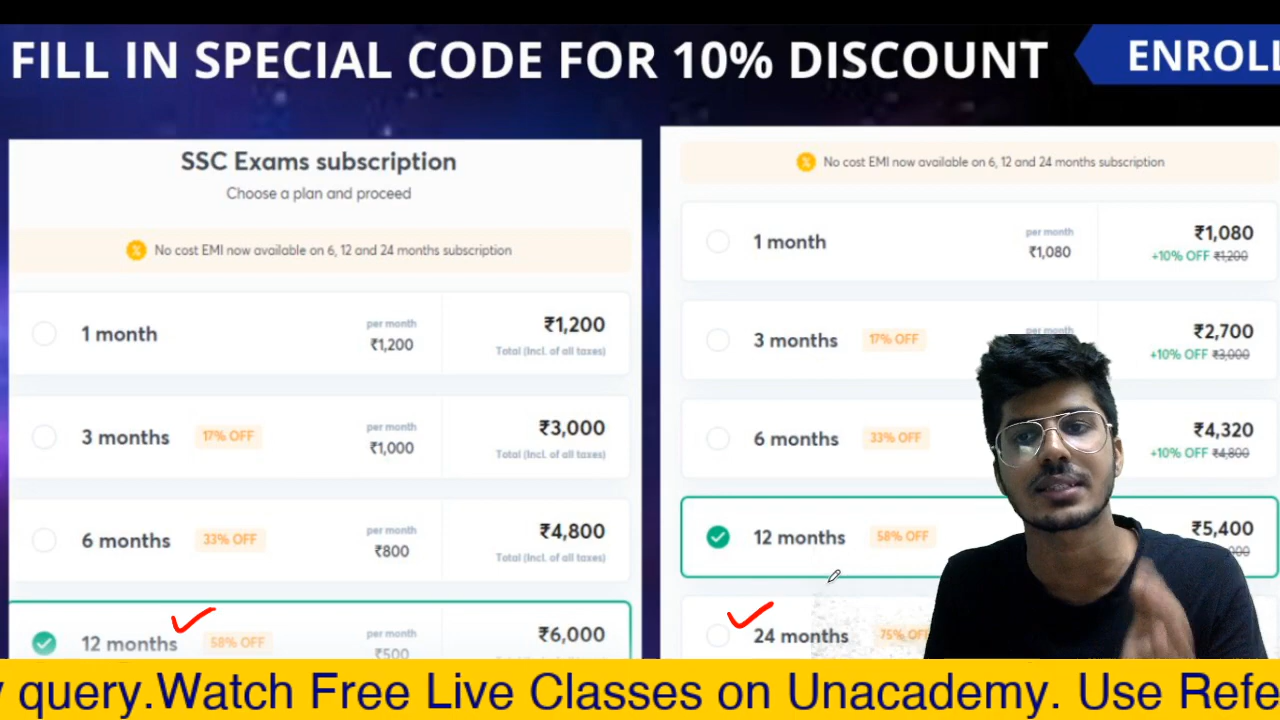 FILL IN SPECIAL CODE FOR 10% DISCOUNT
ENROLL
SSC Exams subscription
Choose a plan and proceed
No cost EMI now available on 6, 12 and 24 months subscription
1 month
per month
₹1,200
₹1,200
Total (Incl. of all taxes)
3 months
17% OFF
per month
₹1,000
₹3,000
Total (Incl. of all taxes)
6 months
33% OFF
per month
₹800
₹4,800
Total (Incl. of all taxes)
12 months
58% OFF
per month
₹500
₹6,000
No cost EMI now available on 6, 12 and 24 months subscription
1 month
per month
₹1,080
₹1,080
+10% OFF ₹1,200
3 months
17% OFF
per month
₹2,700
+10% OFF ₹3,000
6 months
33% OFF
₹4,320
+10% OFF ₹4,800
12 months
58% OFF
₹5,400
24 months
75% OFF
query.Watch Free Live Classes on Unacademy. Use